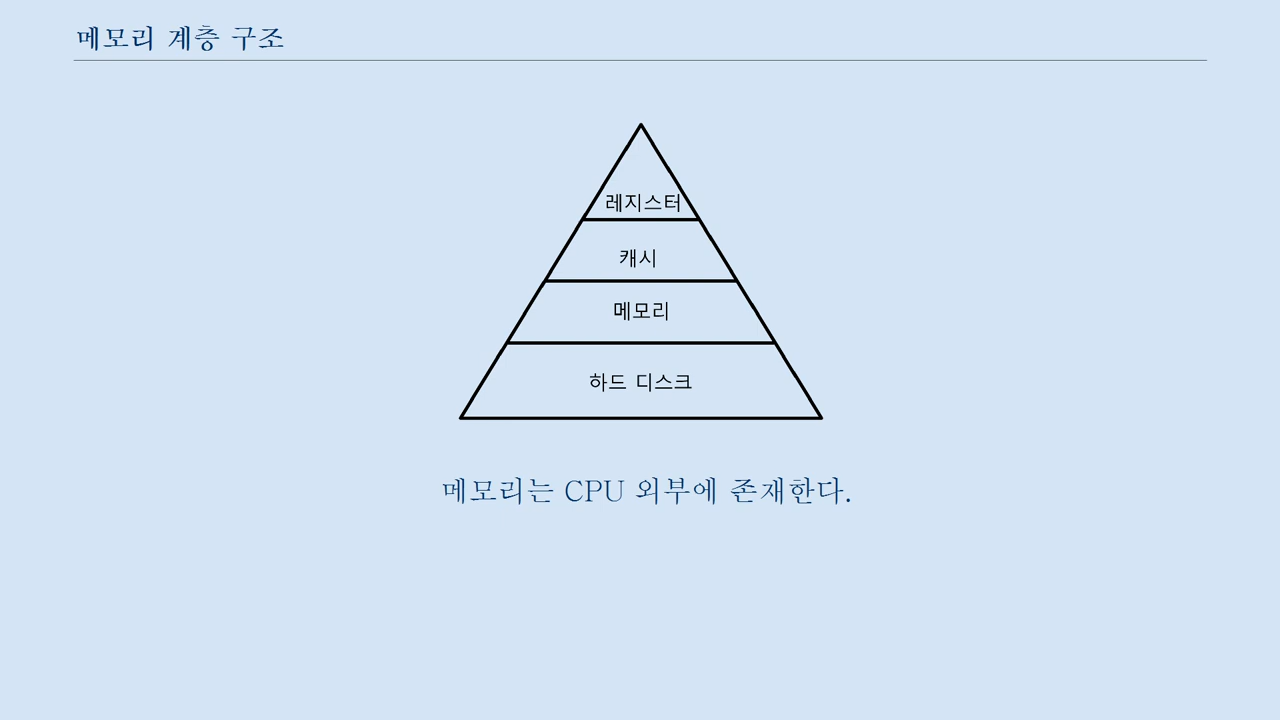 메모리 계층 구조
레지스터
캐시
메모리
하드 디스크
메모리는 CPU 외부에 존재한다.